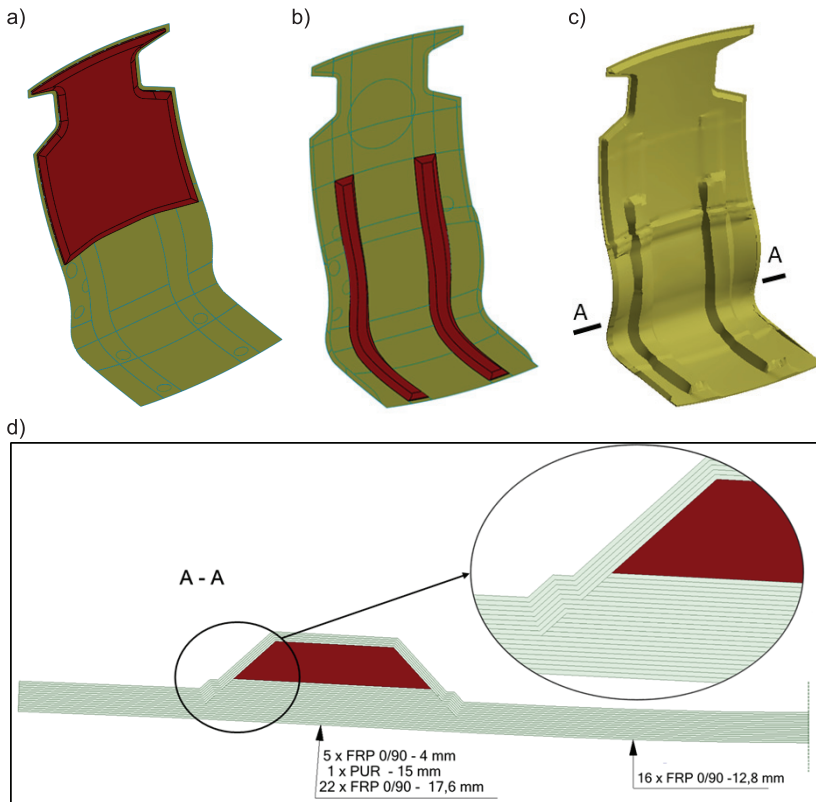 a)
b)
c)
A
A
d)
A - A
5 x FRP 0/90 - 4 mm
1 x PUR - 15 mm
22 x FRP 0/90 - 17,6 mm
16 x FRP 0/90 -12,8 mm